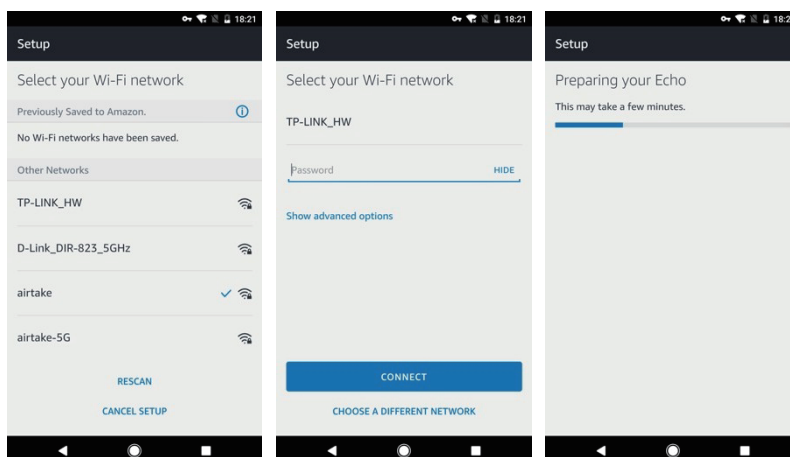 18:21
Setup
Select your Wi-Fi network
Previously Saved to Amazon.
No Wi-Fi networks have been saved.
Other Networks
TP-LINK_HW
D-Link_DIR-823_5GHz
airtake
airtake-5G
RESCAN
CANCEL SETUP
18:21
Setup
Select your Wi-Fi network
TP-LINK_HW
Password HIDE
Show advanced options
CONNECT
CHOOSE A DIFFERENT NETWORK
18:2
Setup
Preparing your Echo
This may take a few minutes.